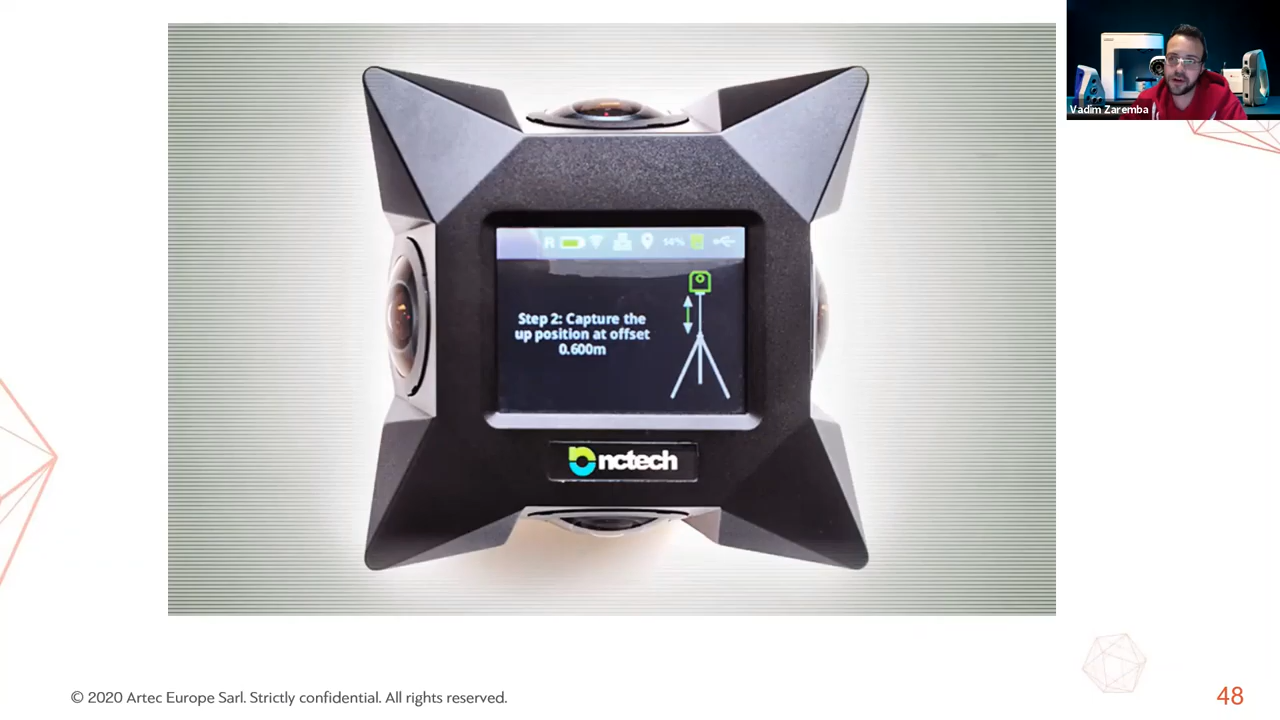 Vadim Zaremba
R
50%
Step 2: Capture the
up position at offset
0.600m
nctech
© 2020 Artec Europe Sarl. Strictly confidential. All rights reserved.
48